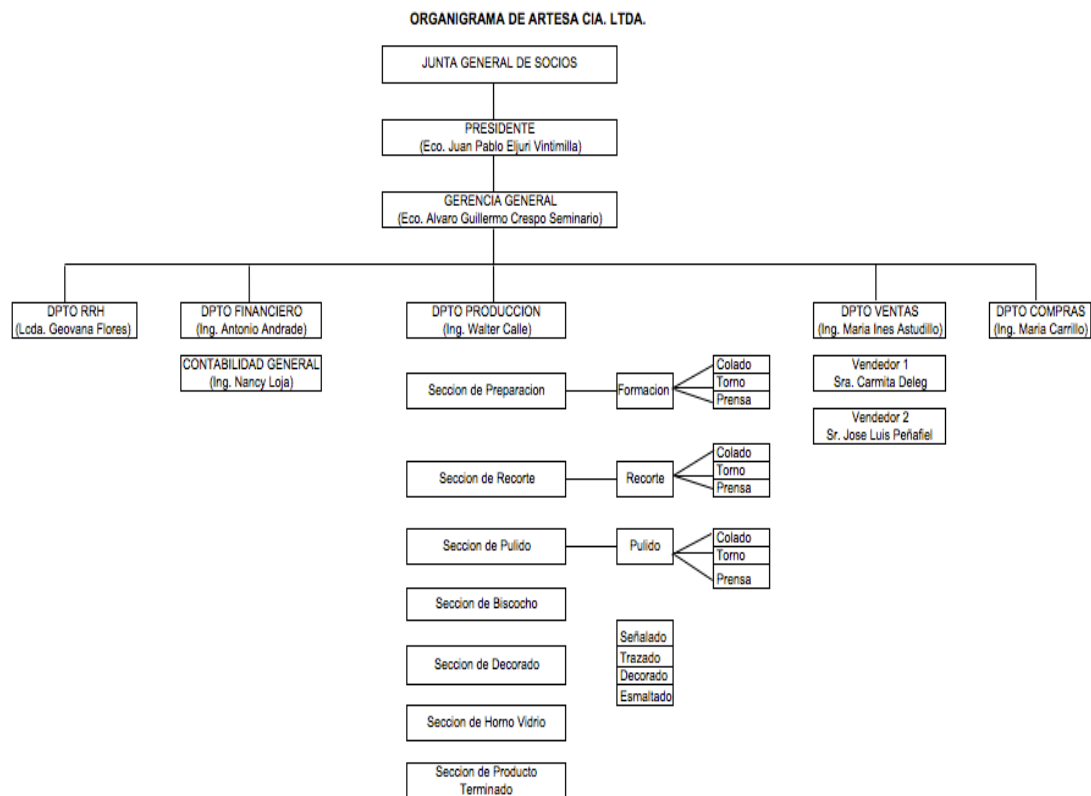 ORGANIGRAMA DE ARTESA CIA. LTDA.
JUNTA GENERAL DE SOCIOS
PRESIDENTE
(Eco. Juan Pablo Eljuri Vintimilla)
GERENCIA GENERAL
(Eco. Alvaro Guillermo Crespo Seminario)
DPTO RRH
(Lcda. Geovana Flores)
DPTO FINANCIERO
(Ing. Antonio Andrade)
CONTABILIDAD GENERAL
(Ing. Nancy Loja)
DPTO PRODUCCION
(Ing. Walter Calle)
DPTO VENTAS
(Ing. Maria Ines Astudillo)
Vendedor 1
Sra. Carmita Deleg
Vendedor 2
Sr. Jose Luis Peñafiel
DPTO COMPRAS
(Ing. Maria Carrillo)
Seccion de Preparacion
Formacion
Colado
Torno
Prensa
Seccion de Recorte
Recorte
Colado
Torno
Prensa
Seccion de Pulido
Pulido
Colado
Torno
Prensa
Seccion de Biscocho
Seccion de Decorado
Señalado
Trazado
Decorado
Esmaltado
Seccion de Horno Vidrio
Seccion de Producto
Terminado